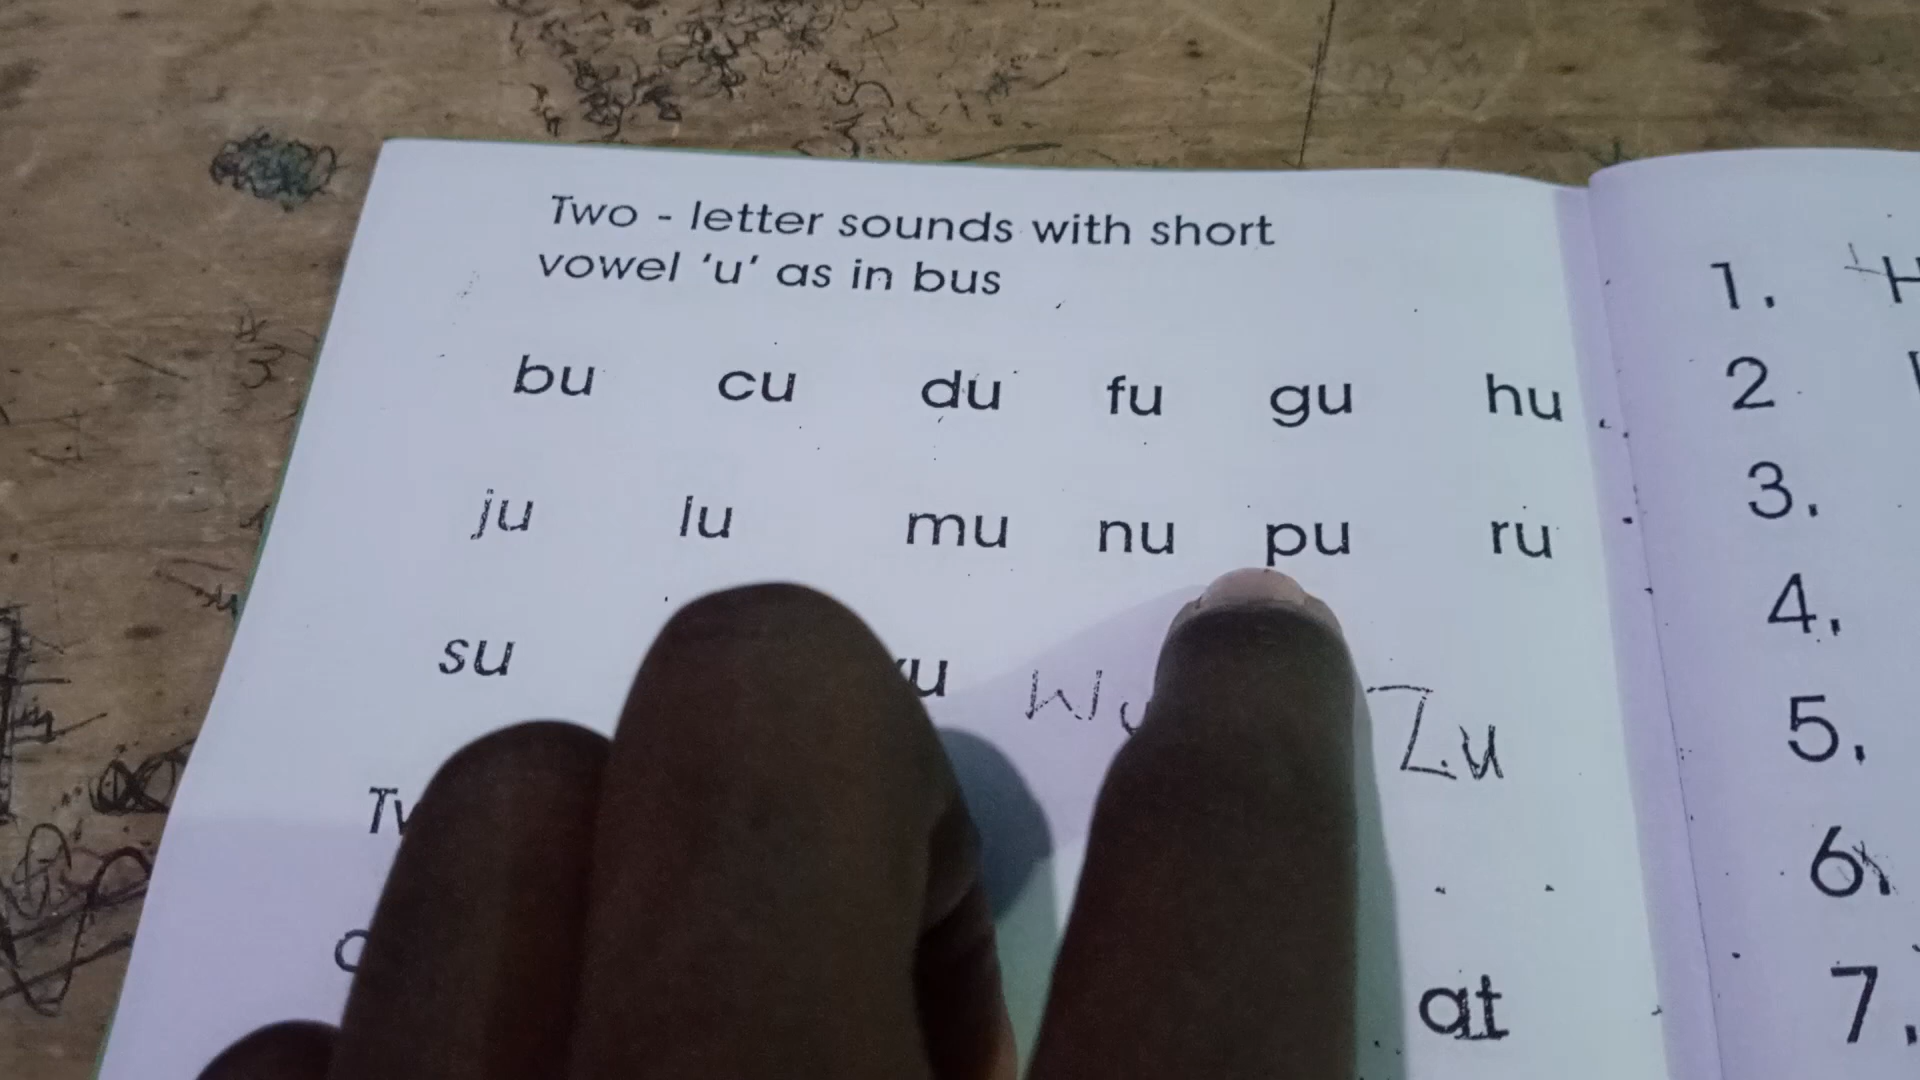 Two - letter sounds with short
vowel ‘u’ as in bus
bu cu du fu gu hu
ju lu mu nu pu ru
su Zu
at
1.
2
3.
4.
5.
6.
7.